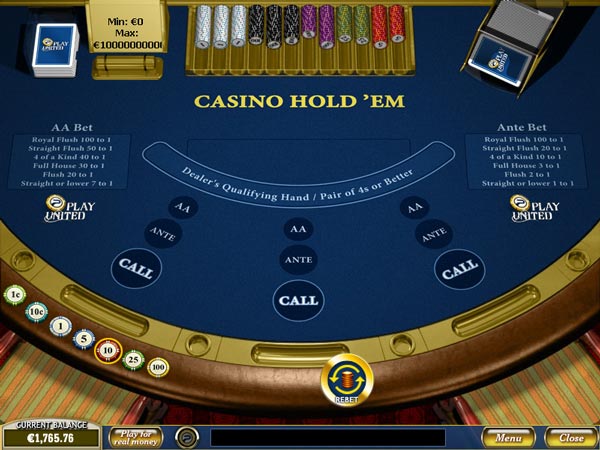 Min: €0
Max:
€10000000000
PLAY
UNITED
CASINO HOLD 'EM
AA Bet
Royal Flush 100 to 1
Straight Flush 50 to 1
4 of a Kind 40 to 1
Full House 30 to 1
Flush 20 to 1
Straight or lower 7 to 1
PLAY
UNITED
Ante Bet
Royal Flush 100 to 1
Straight Flush 20 to 1
4 of a Kind 10 to 1
Full House 3 to 1
Flush 2 to 1
Straight or lower 1 to 1
PLAY
UNITED
Dealer's Qualifying Hand / Pair of 4s or Better
AA
ANTE
CALL
AA
ANTE
CALL
AA
ANTE
CALL
1c
10c
1
5
10
25
100
REBET
CURRENT BALANCE
€1,765.76
Play for
real money
Menu
Close